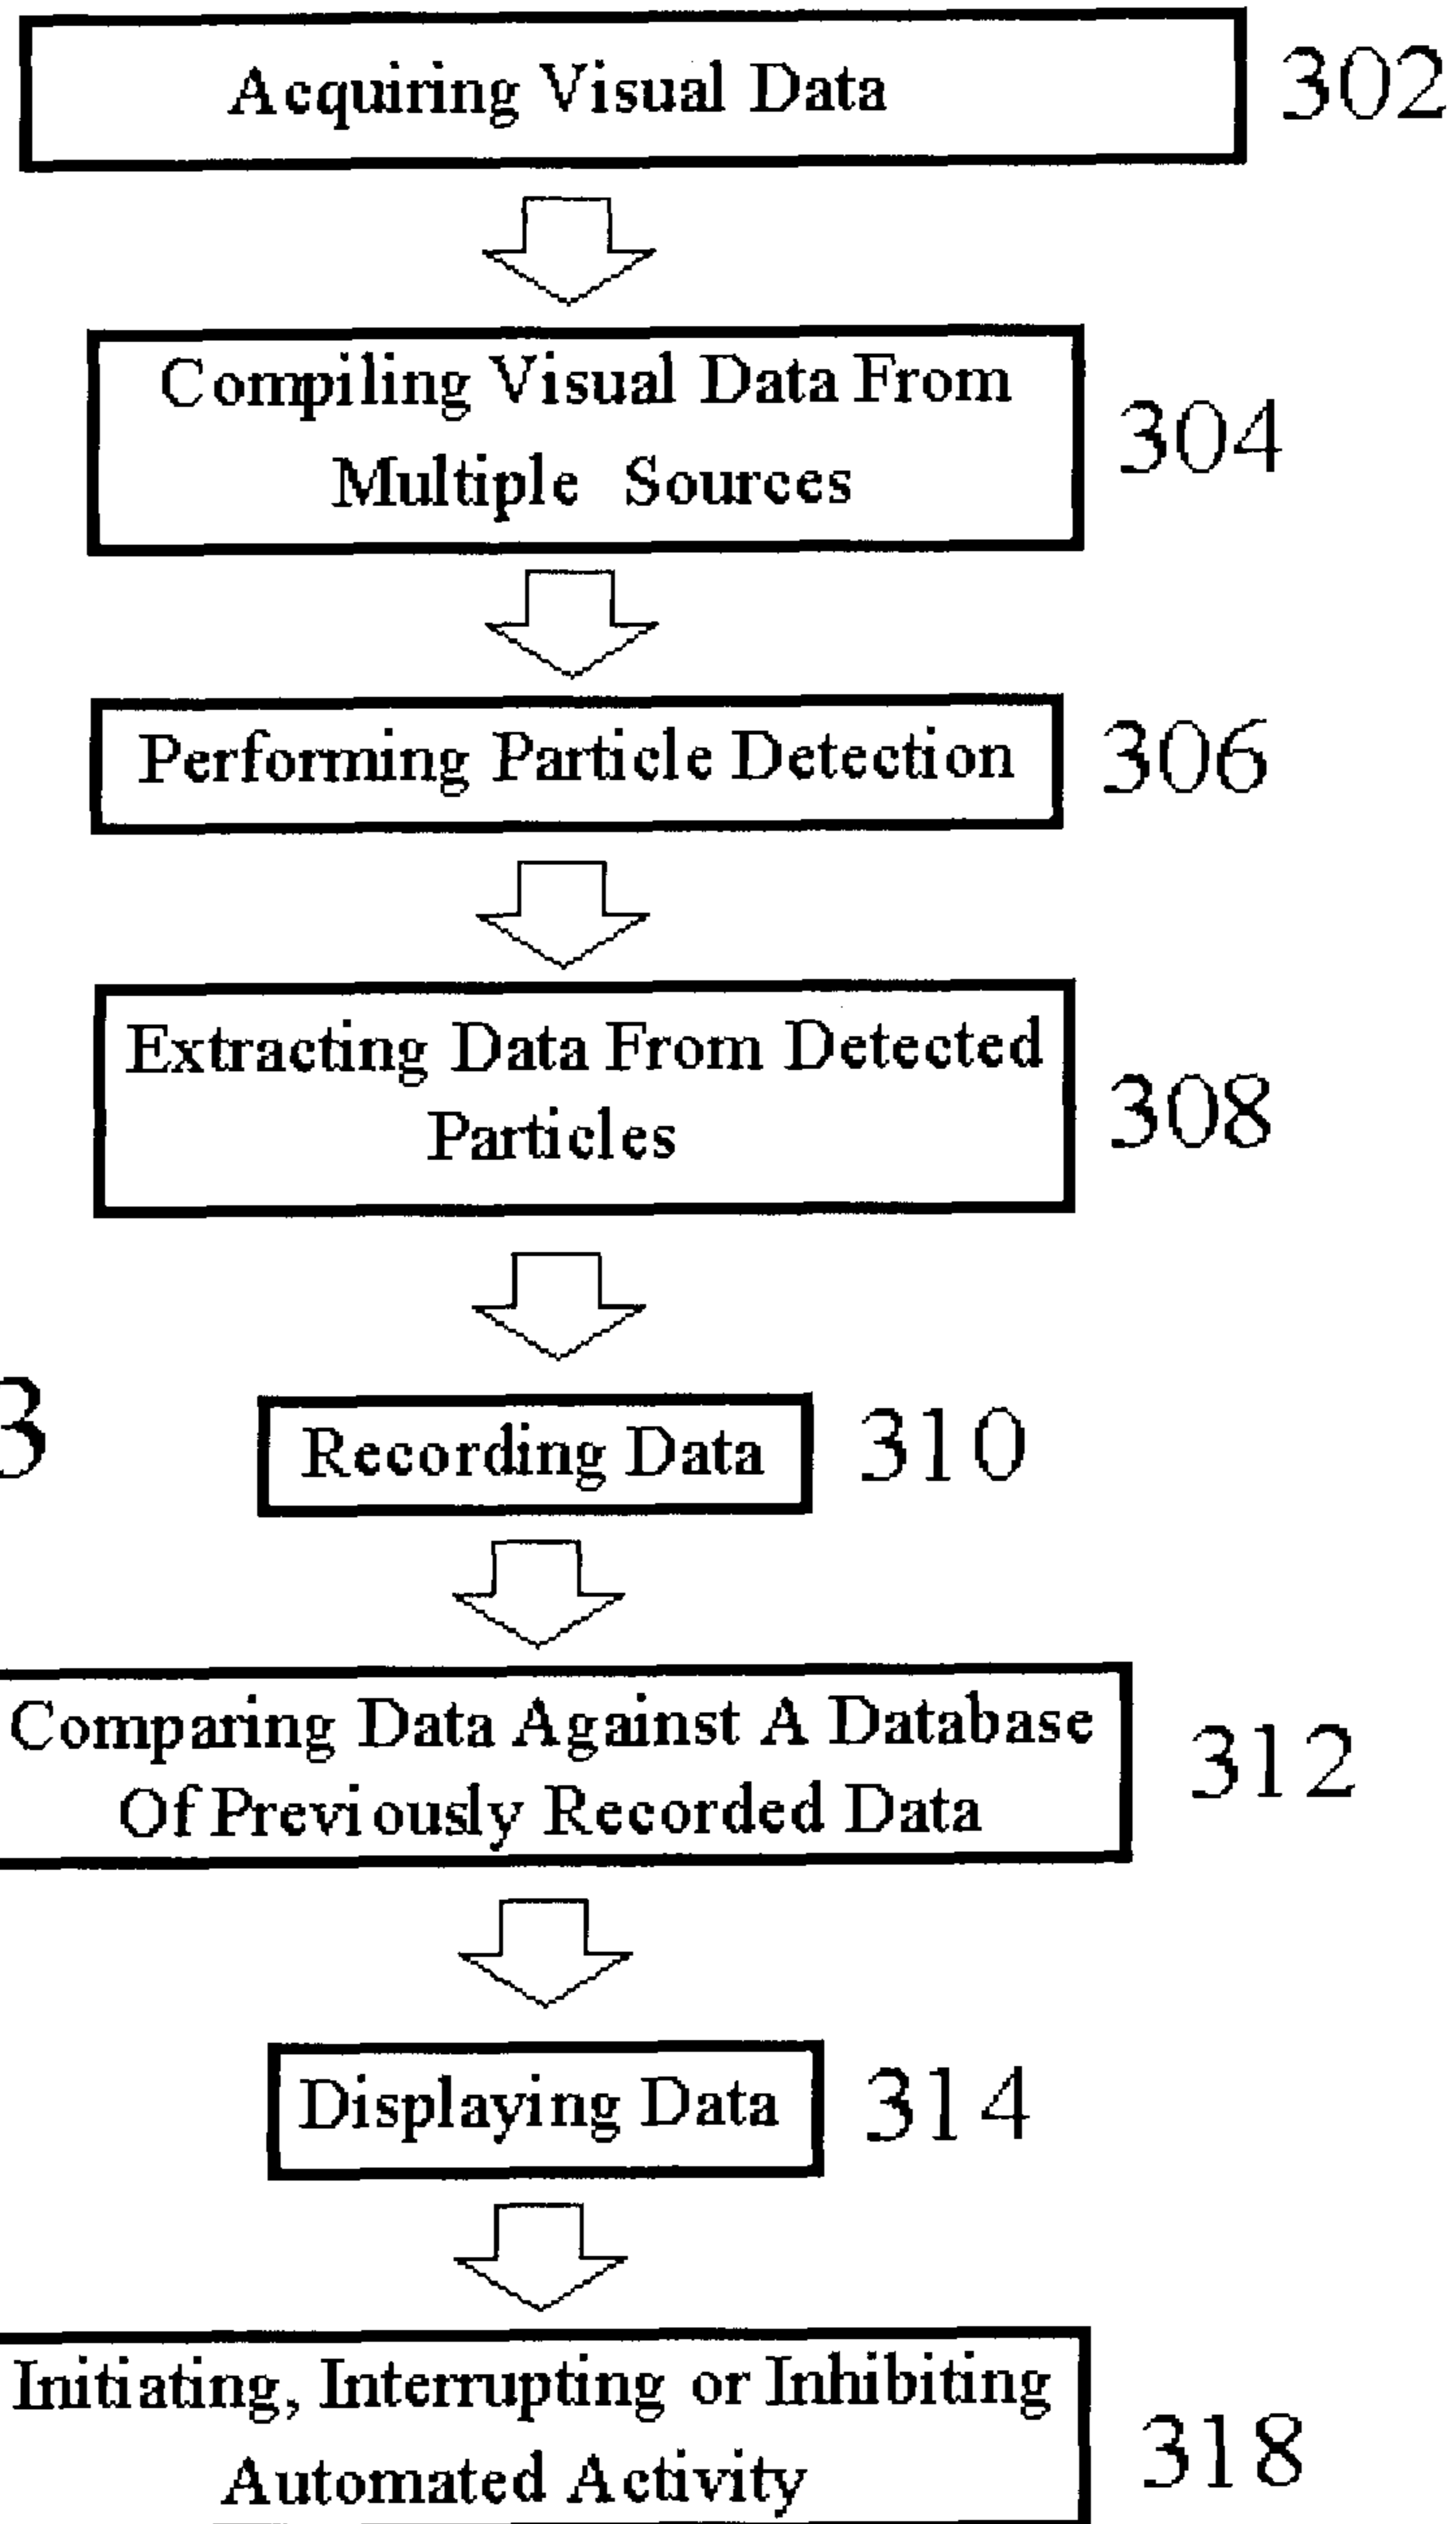 Acquiring Visual Data 302
Compiling Visual Data From
Multiple Sources
304
Performing Particle Detection 306
Extracting Data From Detected
Particles
308
3
Recording Data 310
Comparing Data Against A Database
Of Previously Recorded Data
312
Displaying Data 314
Initiating, Interrupting or Inhibiting
Automated Activity
318